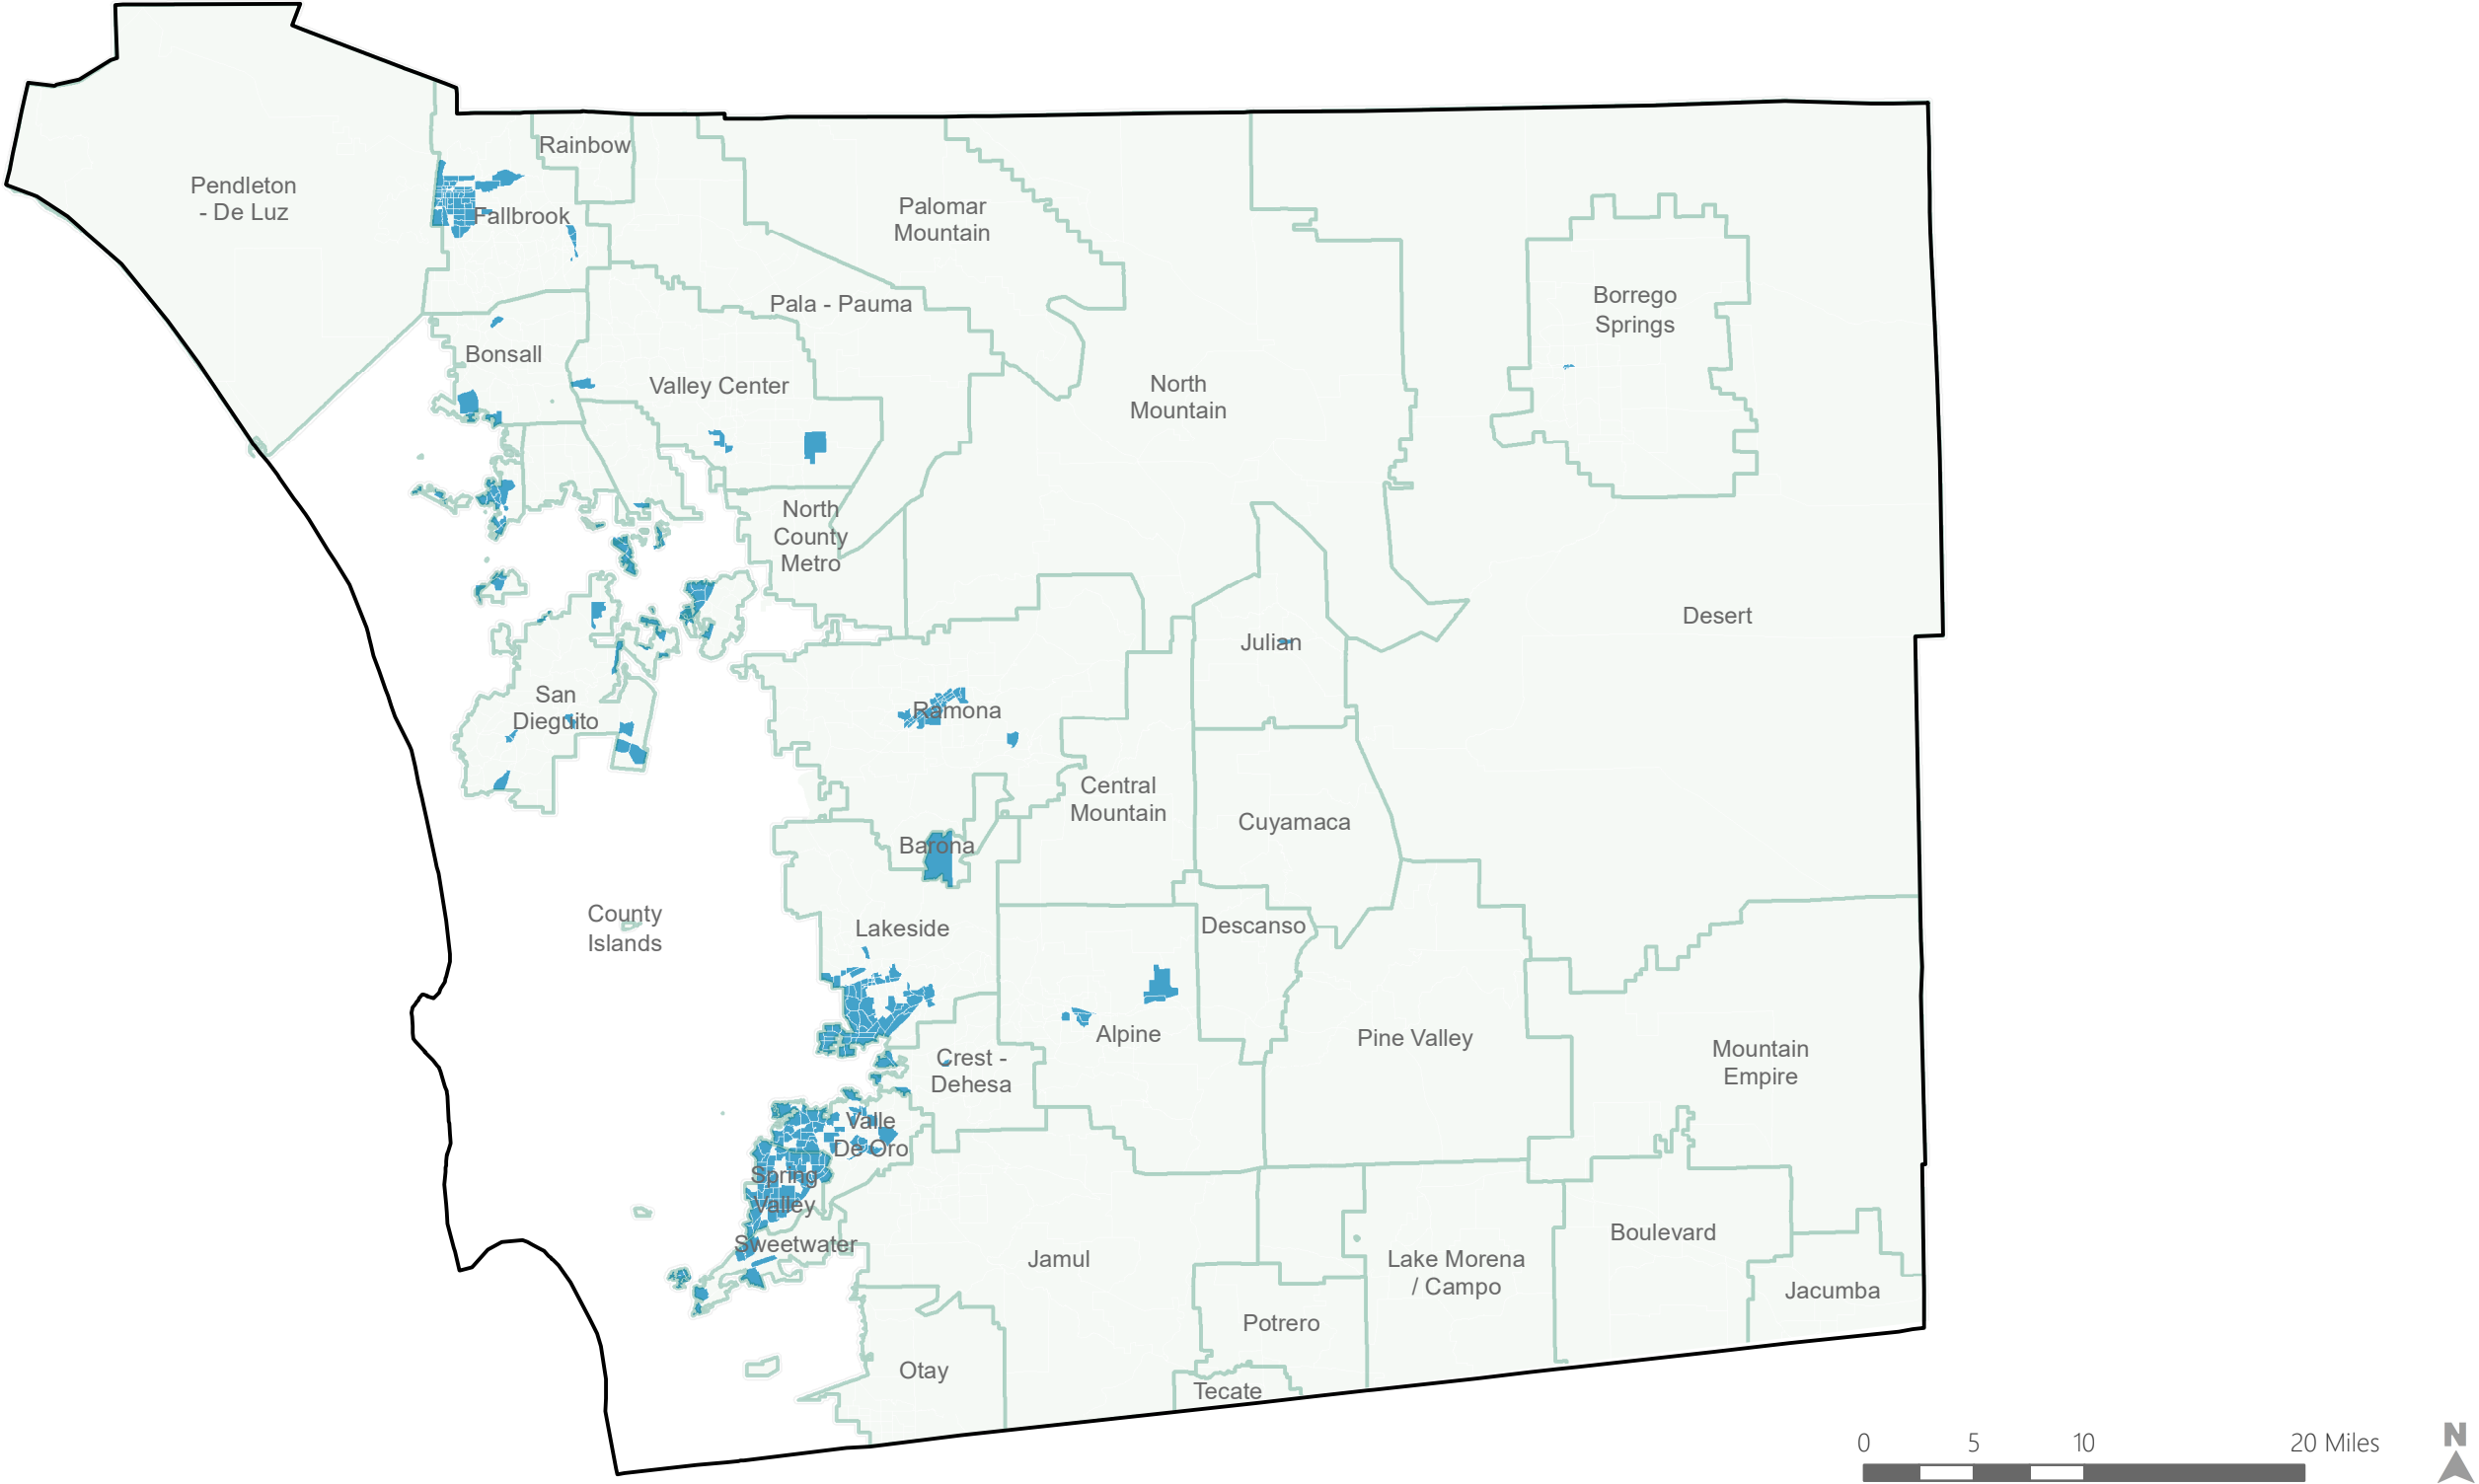 Rainbow
Pendleton
- De Luz
Fallbrook
Palomar
Mountain
Pala - Pauma
Borrego
Springs
Bonsall
Valley Center
North
Mountain
North
County
Metro
Desert
Julian
San
Dieguito
Ramona
Central
Mountain
Cuyamaca
Barona
County
Islands
Lakeside
Descanso
Alpine
Pine Valley
Crest -
Dehesa
Mountain
Empire
Valle
De Oro
Spring
Valley
Sweetwater
Jamul
Lake Morena
/ Campo
Boulevard
Jacumba
Potrero
Otay
Tecate
0 5 10 20 Miles
N